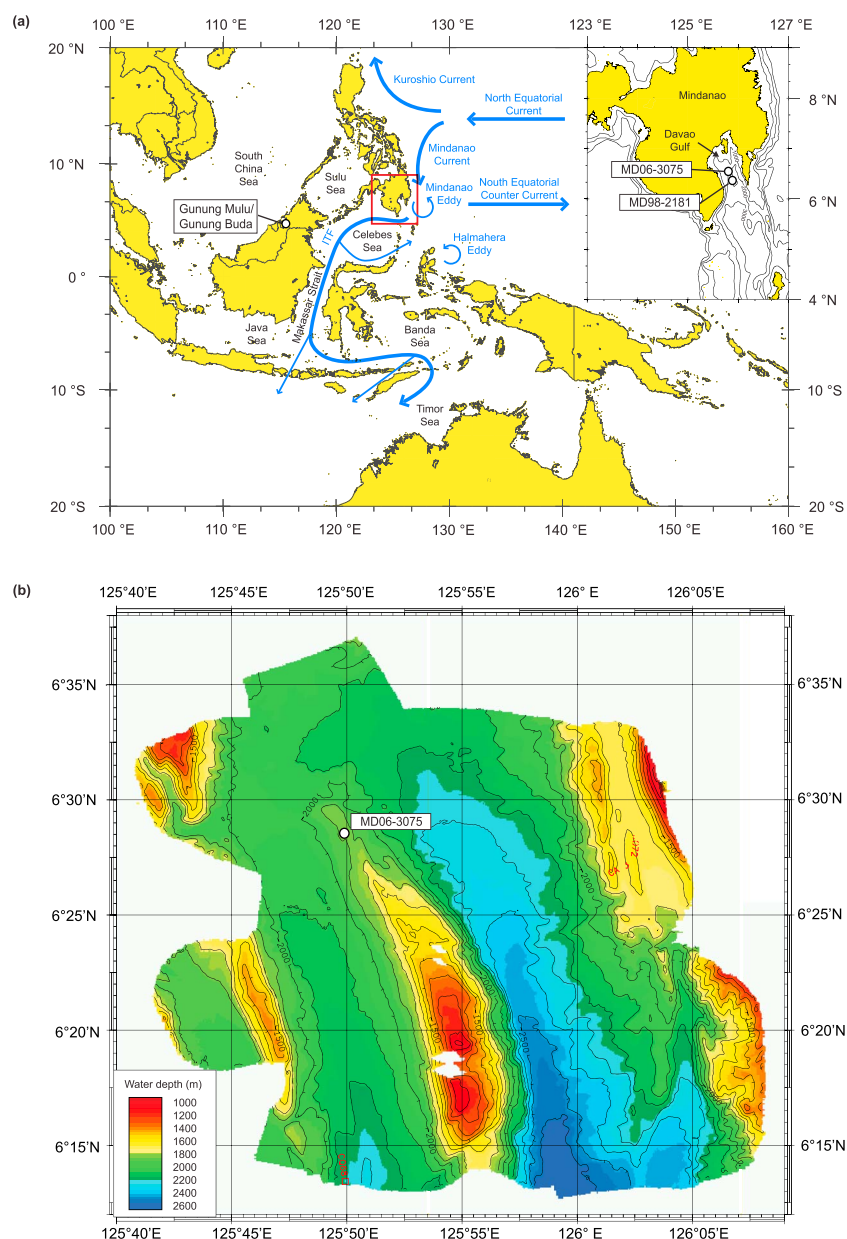 (a)
100 °E 110 °E 120 °E 130 °E 123 °E 125 °E 127 °E
20 °N
10 °N
0 °
10 °S
20 °S
8 °N
6 °N
4 °N
10 °S
20 °S
Kuroshio Current
North Equatorial
Current
Mindanao
Current
Mindanao
Eddy
Nouth Equatorial
Counter Current
Halmahera
Eddy
South
China
Sea
Sulu
Sea
Gunung Mulu/
Gunung Buda
ITF
Celebes
Sea
Makassar Strait
Java
Sea
Banda
Sea
Timor
Sea
Mindanao
Davao
Gulf
MD06-3075
MD98-2181
100 °E 110 °E 120 °E 130 °E 140 °E 150 °E 160 °E
(b)
125°40'E 125°45'E 125°50'E 125°55'E 126°E 126°05'E
6°35'N 6°35'N
6°30'N 6°30'N
6°25'N 6°25'N
6°20'N 6°20'N
6°15'N 6°15'N
MD06-3075
Water depth (m)
1000
1200
1400
1600
1800
2000
2200
2400
2600
125°40'E 125°45'E 125°50'E 125°55'E 126° E 126°05'E